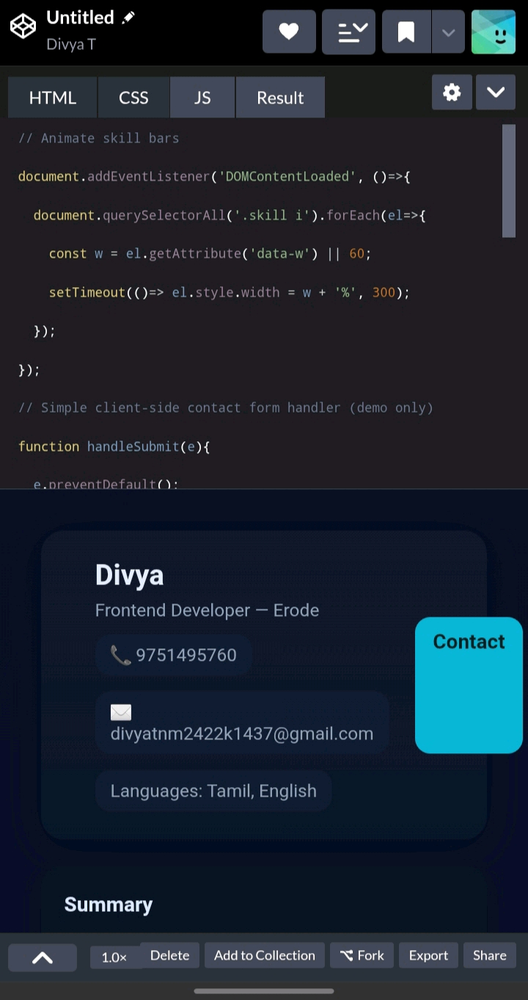 Untitled
Divya T
HTML CSS JS Result
// Animate skill bars
document.addEventListener('DOMContentLoaded', ()=>{
document.querySelectorAll('.skill i').forEach(el=>{
const w = el.getAttribute('data-w') || 60;
setTimeout(()=> el.style.width = w + '%', 300);
});
});
// Simple client-side contact form handler (demo only)
function handleSubmit(e){
e.preventDefault();
Divya
Frontend Developer — Erode
📞 9751495760
Contact
✉️
divyatnm2422k1437@gmail.com
Languages: Tamil, English
Summary
1.0× Delete Add to Collection Fork Export Share